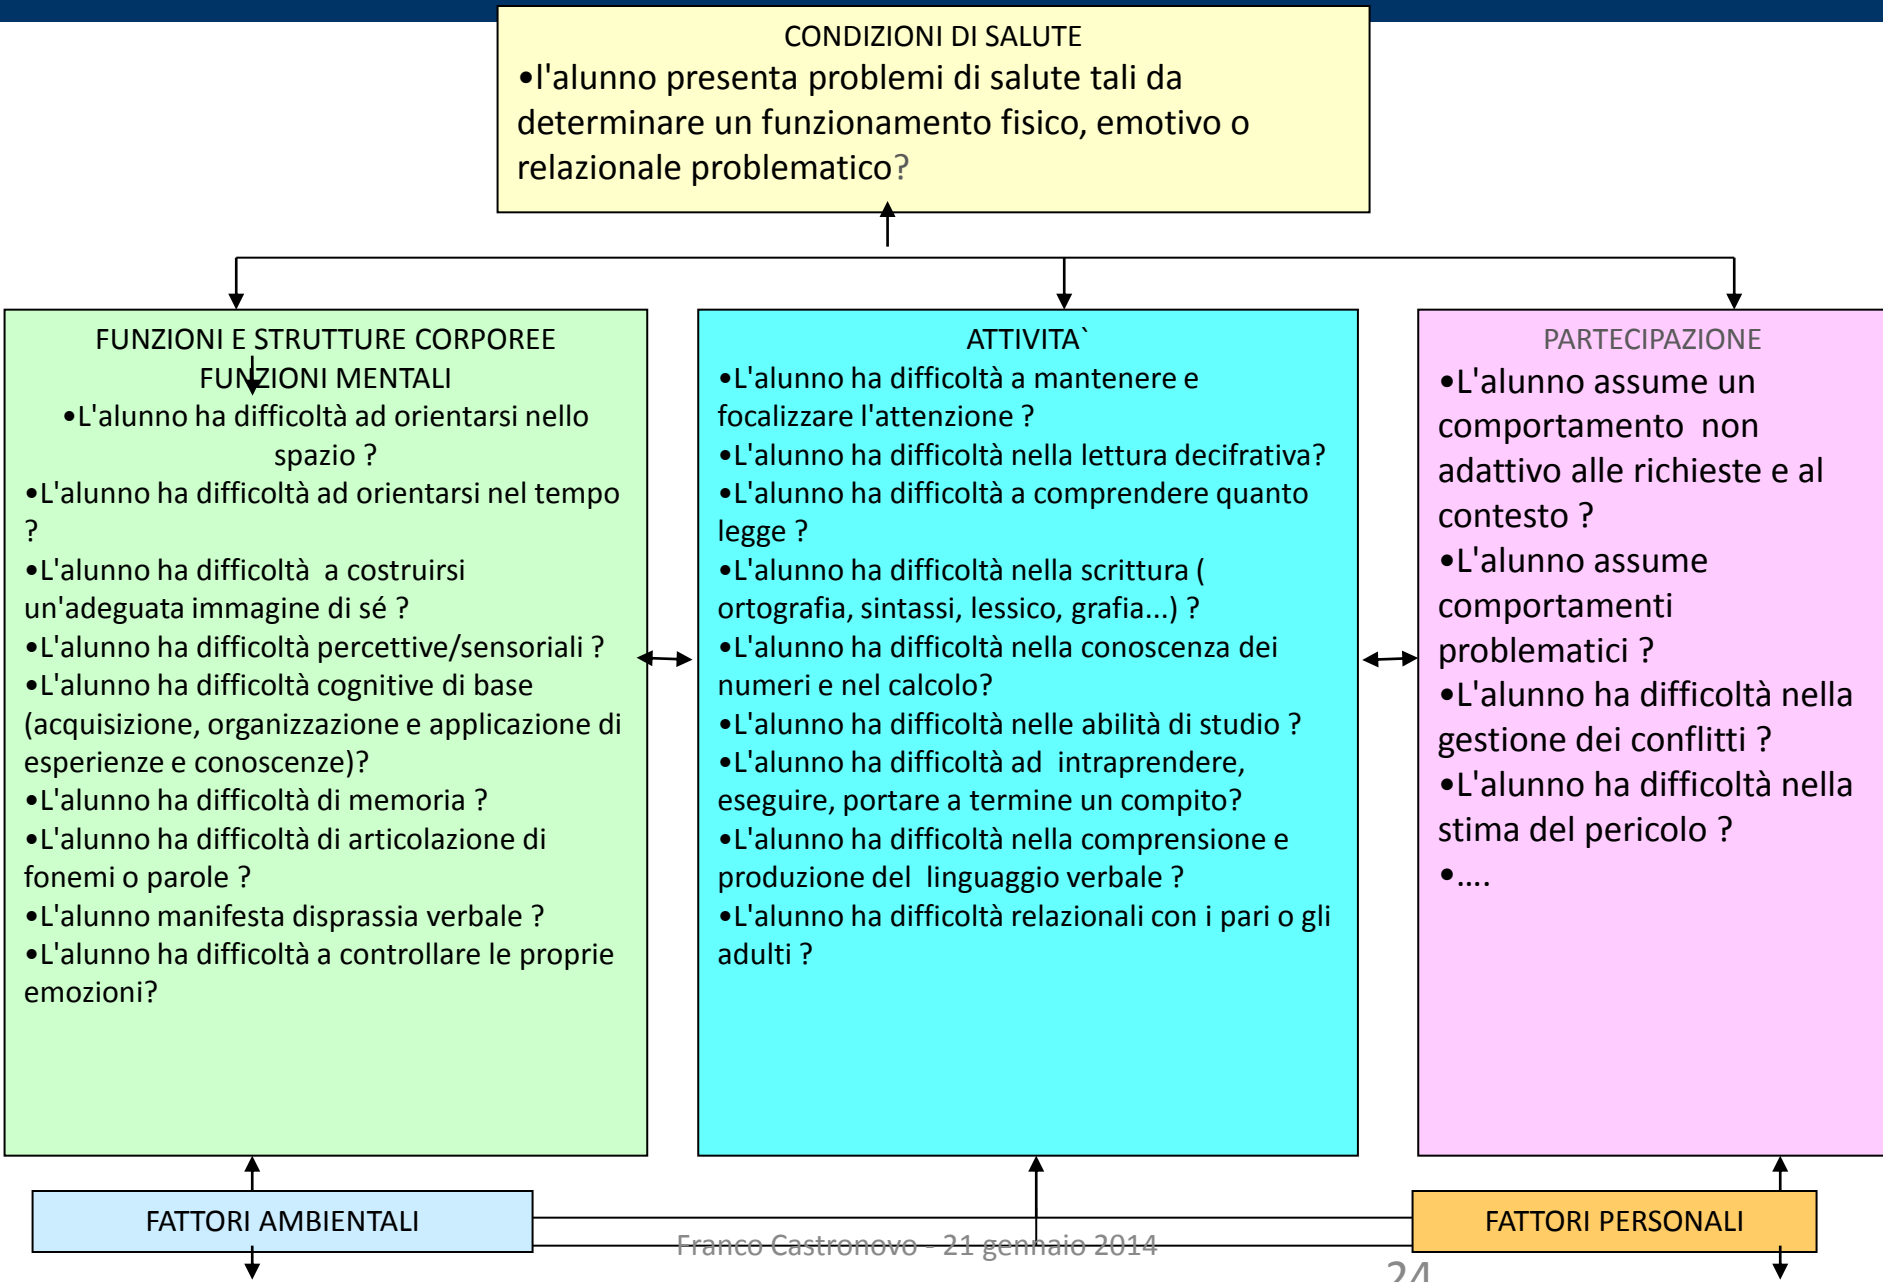 CONDIZIONI DI SALUTE
•l'alunno presenta problemi di salute tali da
determinare un funzionamento fisico, emotivo o
relazionale problematico?
FUNZIONI E STRUTTURE CORPOREE
FUNZIONI MENTALI
•L'alunno ha difficoltà ad orientarsi nello
spazio ?
•L'alunno ha difficoltà ad orientarsi nel tempo
?
•L'alunno ha difficoltà  a costruirsi
un'adeguata immagine di sé ?
•L'alunno ha difficoltà percettive/sensoriali ?
•L'alunno ha difficoltà cognitive di base
(acquisizione, organizzazione e applicazione di
esperienze e conoscenze)?
•L'alunno ha difficoltà di memoria ?
•L'alunno ha difficoltà di articolazione di
fonemi o parole ?
•L'alunno manifesta disprassia verbale ?
•L'alunno ha difficoltà a controllare le proprie
emozioni?
ATTIVITA`
•L'alunno ha difficoltà a mantenere e
focalizzare l'attenzione ?
•L'alunno ha difficoltà nella lettura decifrativa?
•L'alunno ha difficoltà a comprendere quanto
legge ?
•L'alunno ha difficoltà nella scrittura (
ortografia, sintassi, lessico, grafia...) ?
•L'alunno ha difficoltà nella conoscenza dei
numeri e nel calcolo?
•L'alunno ha difficoltà nelle abilità di studio ?
•L'alunno ha difficoltà ad  intraprendere,
eseguire, portare a termine un compito?
•L'alunno ha difficoltà nella comprensione e
produzione del  linguaggio verbale ?
•L'alunno ha difficoltà relazionali con i pari o gli
adulti ?
PARTECIPAZIONE
•L'alunno assume un
comportamento  non
adattivo alle richieste e al
contesto ?
•L'alunno assume
comportamenti
problematici ?
•L'alunno ha difficoltà nella
gestione dei conflitti ?
•L'alunno ha difficoltà nella
stima del pericolo ?
•....
FATTORI AMBIENTALI
FATTORI PERSONALI
Franco Castronovo - 21 gennaio 2014
24